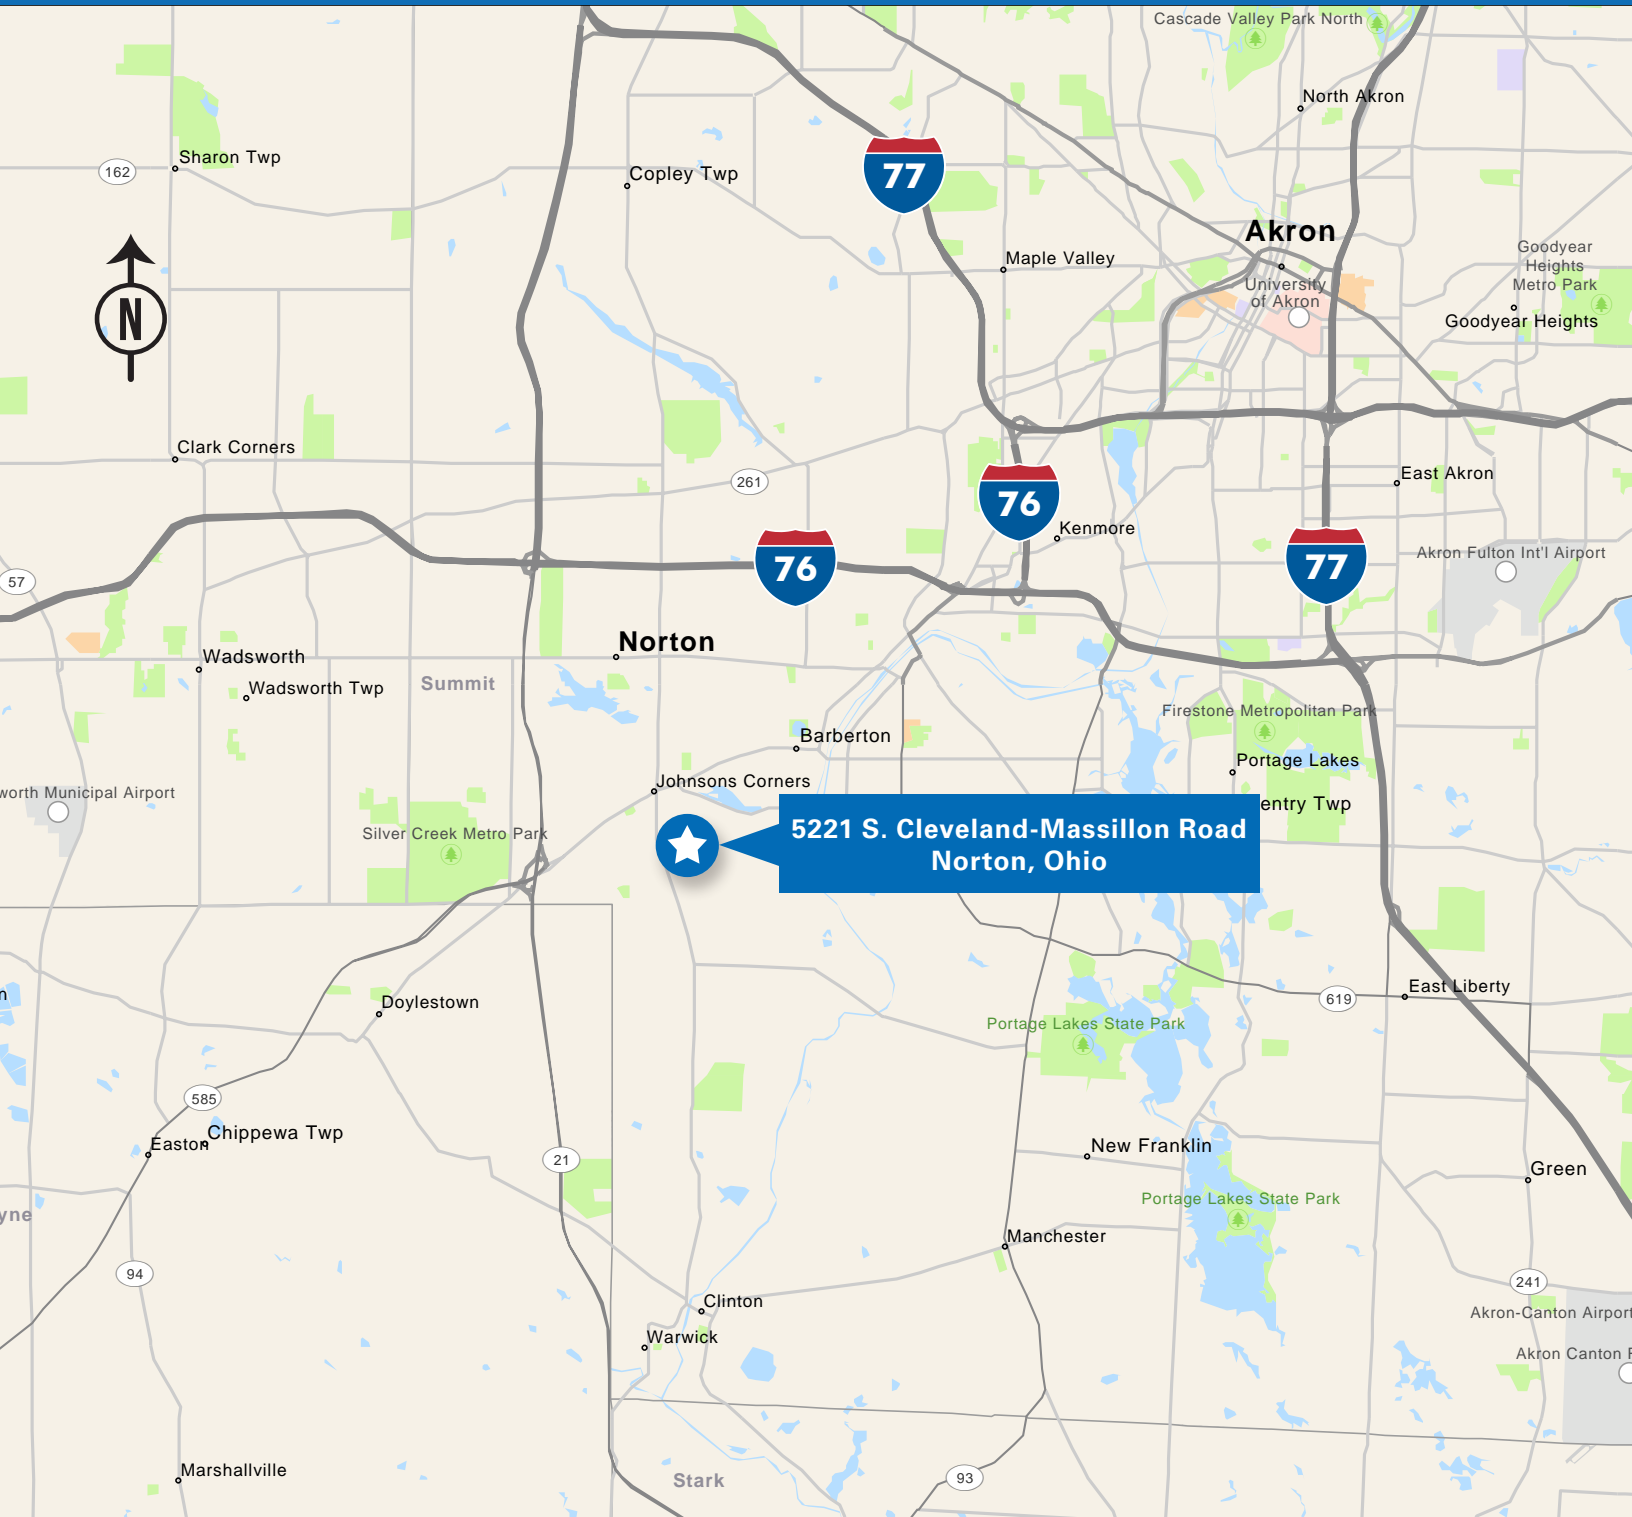 Cascade Valley Park North
North Akron
Sharon Twp
162
Copley Twp
77
Akron
Maple Valley
Goodyear
Heights
Metro Park
University
of Akron
N
Goodyear Heights
Clark Corners
261
76
East Akron
Kenmore
Akron Fulton Int'l Airport
76
77
57
Norton
Wadsworth
Summit
Wadsworth Twp
Firestone Metropolitan Park
Barberton
Portage Lakes
Johnsons Corners
worth Municipal Airport
entry Twp
Silver Creek Metro Park
5221 S. Cleveland-Massillon Road
Norton, Ohio
n
Doylestown
East Liberty
619
Portage Lakes State Park
585
Chippewa Twp
Easton
21
New Franklin
Green
Portage Lakes State Park
yne
Manchester
94
241
Clinton
Akron-Canton Airport
Warwick
Akron Canton
Marshallville
Stark
93